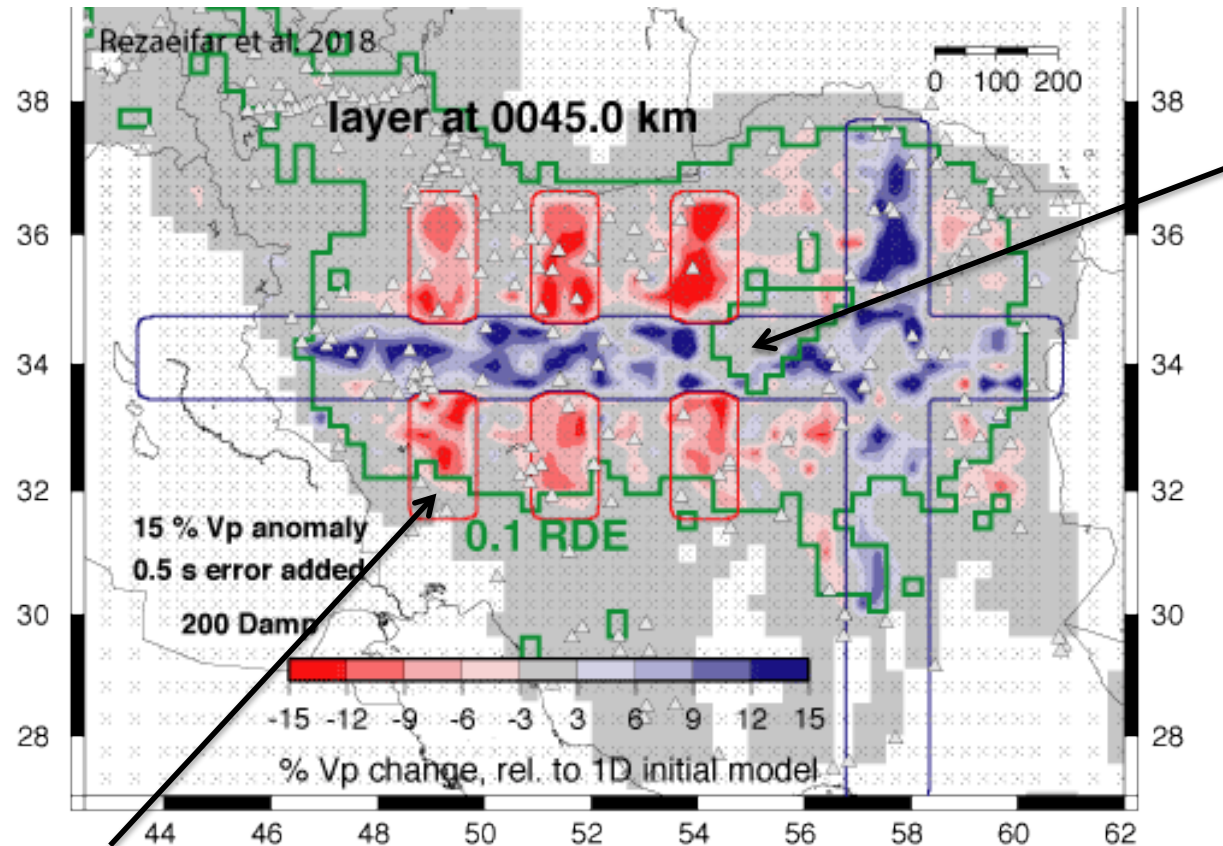 Rezaeifar et al. 2018
0 100 200
layer at 0045.0 km
38 38
36 36
34 34
32 32
0.1 RDE
15 % Vp anomaly
0.5 s error added
200 Damp
30 30
-15 -12 -9 -6 -3 3 6 9 12 15
28 28
% Vp change, rel. to 1D initial model
44 46 48 50 52 54 56 58 60 62